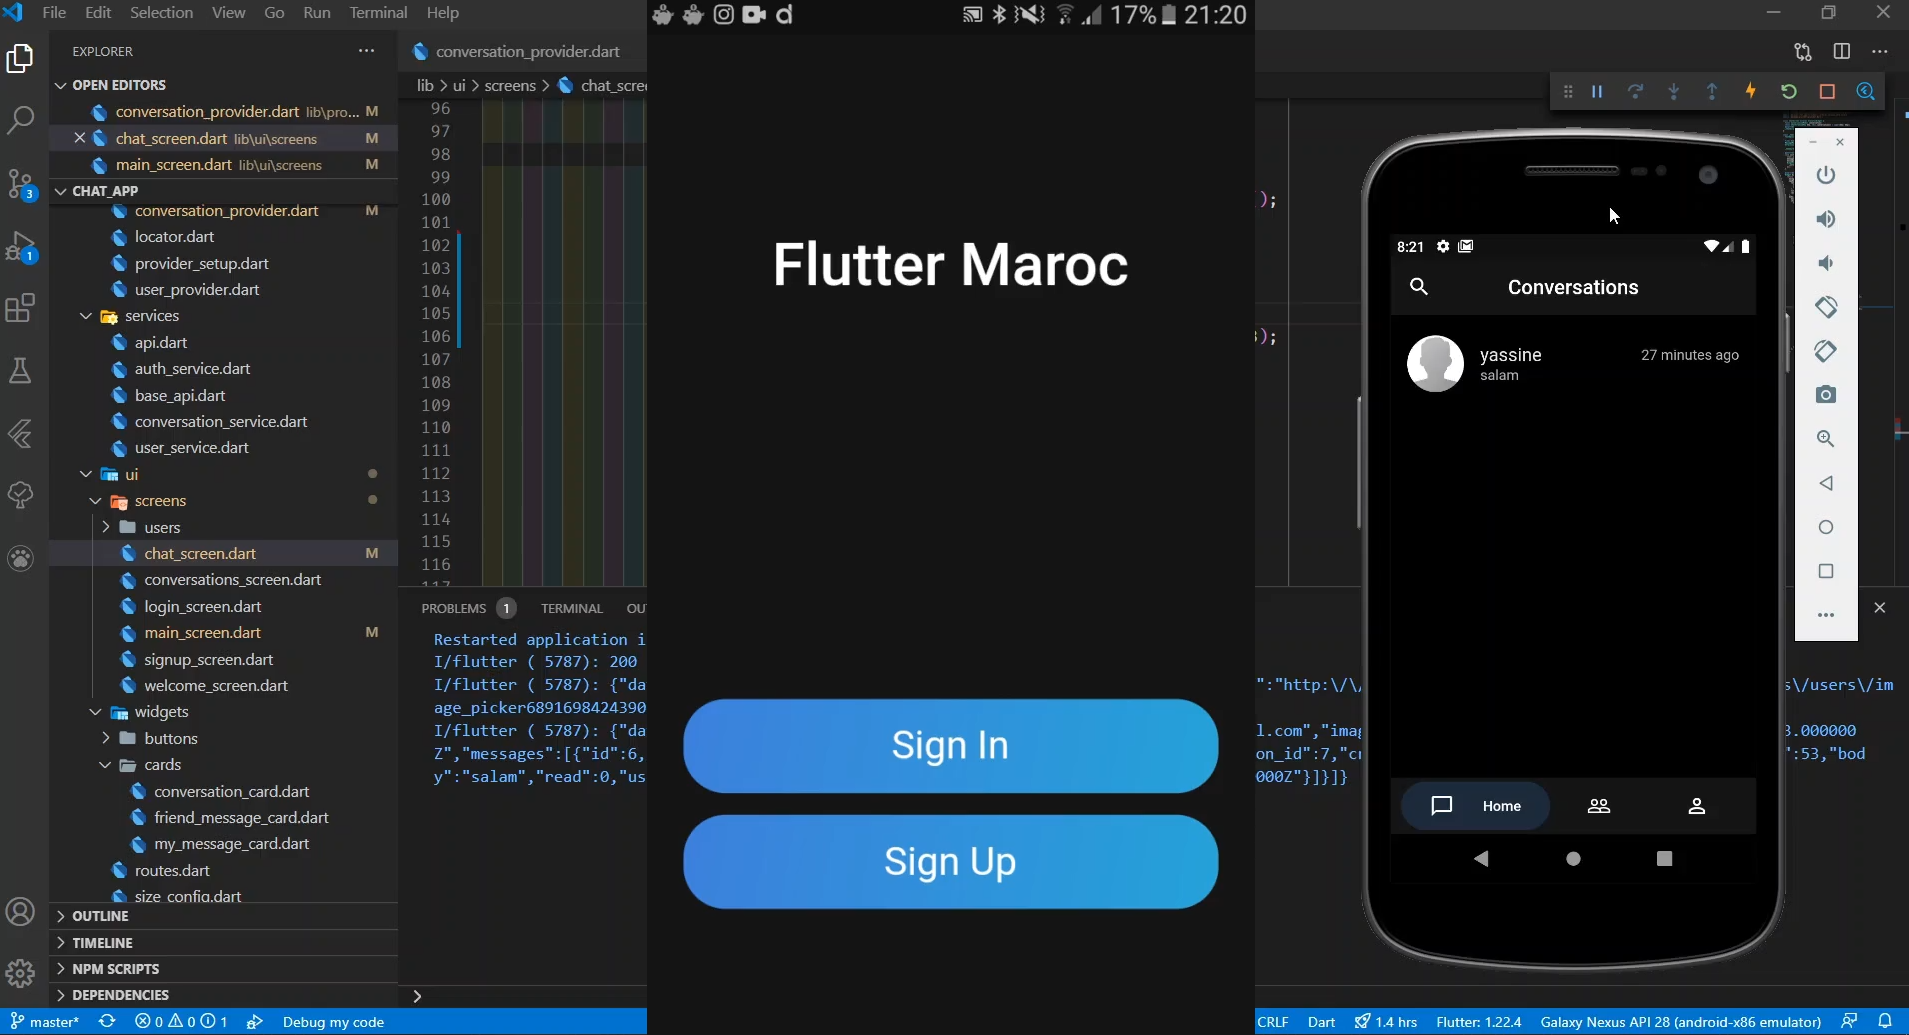 File Edit Selection View Go Run Terminal Help
EXPLORER
OPEN EDITORS
conversation_provider.dart lib\pro... M
chat_screen.dart lib\ui\screens M
main_screen.dart lib\ui\screens M
CHAT_APP
conversation_provider.dart M
locator.dart
provider_setup.dart
user_provider.dart
services
api.dart
auth_service.dart
base_api.dart
conversation_service.dart
user_service.dart
ui
screens
users
chat_screen.dart M
conversations_screen.dart
login_screen.dart
main_screen.dart M
signup_screen.dart
welcome_screen.dart
widgets
buttons
cards
conversation_card.dart
friend_message_card.dart
my_message_card.dart
routes.dart
size_config.dart
OUTLINE
TIMELINE
NPM SCRIPTS
DEPENDENCIES
3
1
conversation_provider.dart
lib > ui > screens > chat_scree
96
97
98
99
100
101
102
103
104
105
106
107
108
109
110
111
112
113
114
115
116
117
);
);
PROBLEMS 1 TERMINAL OU
Restarted application i
I/flutter ( 5787): 200
I/flutter ( 5787): {"da ":"http:\/\/ s\/users\/im
age_picker6891698424390
I/flutter ( 5787): {"da l.com","imag 3.000000
Z","messages":[{"id":6, on_id":7,"cr ":53,"bod
y":"salam","read":0,"us 000Z"}]}]}
17% 21:20
Flutter Maroc
Sign In
Sign Up
8:21
Conversations
yassine
27 minutes ago
salam
Home
master* 0 0 1 Debug my code CRLF Dart 1.4 hrs Flutter: 1.22.4 Galaxy Nexus API 28 (android-x86 emulator)